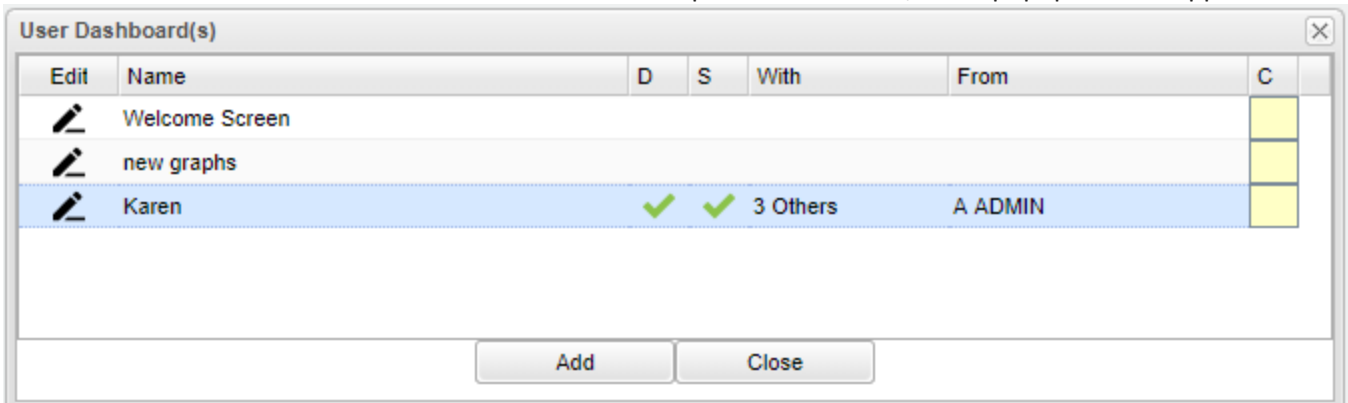 User Dashboard(s)
Edit Name D S With From C
Welcome Screen
new graphs
Karen 3 Others A ADMIN
Add Close